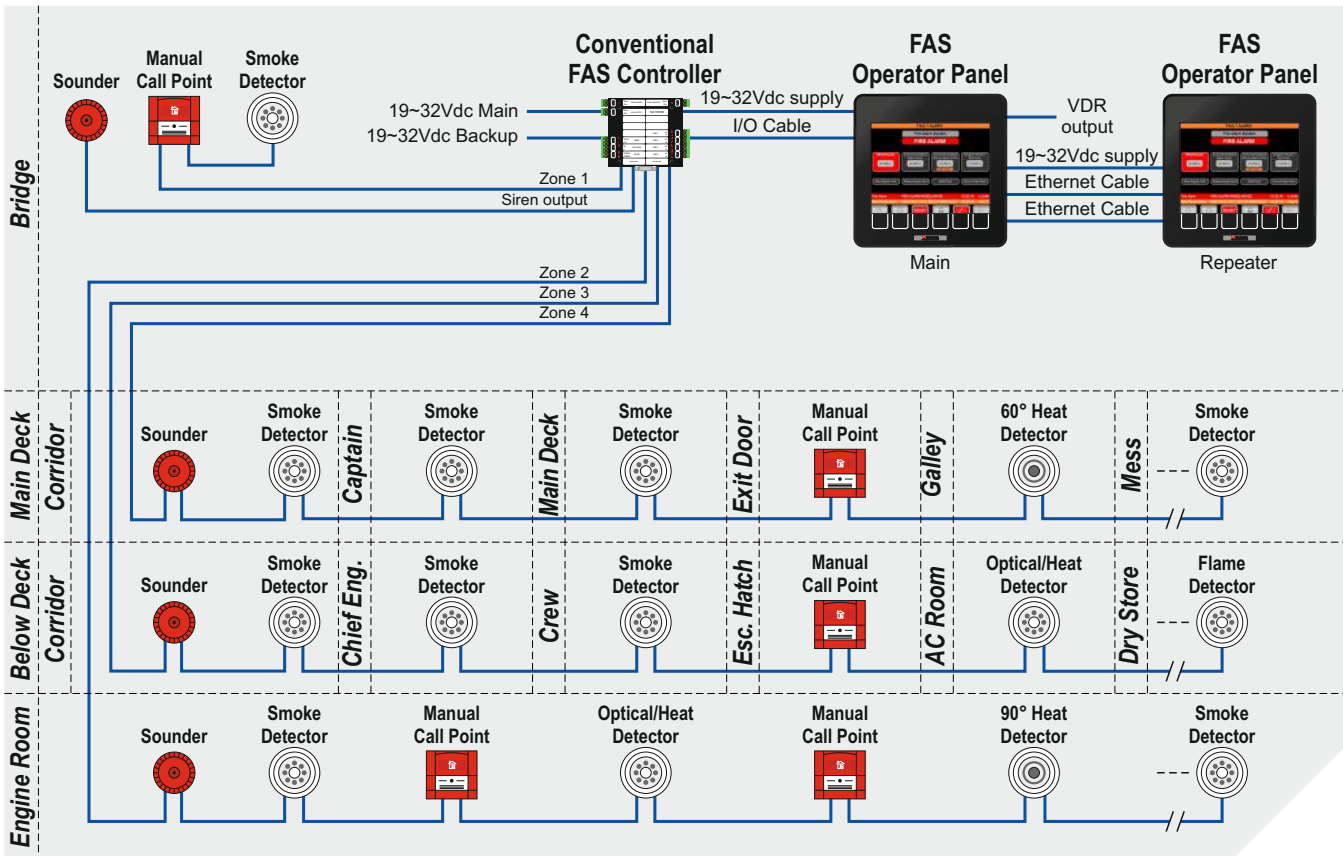 Conventional
FAS Controller
FAS
Operator Panel
FAS
Operator Panel
Manual
Call Point
Smoke
Detector
Sounder
19~32Vdc Main
19~32Vdc Backup
19~32Vdc supply
I/O Cable
VDR
output
19~32Vdc supply
Ethernet Cable
Ethernet Cable
FIRE ALARM
FIRE ALARM
Main
Repeater
Zone 1
Siren output
Zone 2
Zone 3
Zone 4
Bridge
Main Deck
Corridor
Sounder
Smoke
Detector
Captain
Smoke
Detector
Main Deck
Smoke
Detector
Exit Door
Manual
Call Point
Galley
60° Heat
Detector
Mess
Smoke
Detector
Below Deck
Corridor
Sounder
Smoke
Detector
Chief Eng.
Smoke
Detector
Crew
Smoke
Detector
Esc. Hatch
Manual
Call Point
AC Room
Optical/Heat
Detector
Dry Store
Flame
Detector
Engine Room
Sounder
Smoke
Detector
Manual
Call Point
Optical/Heat
Detector
Manual
Call Point
90° Heat
Detector
Smoke
Detector